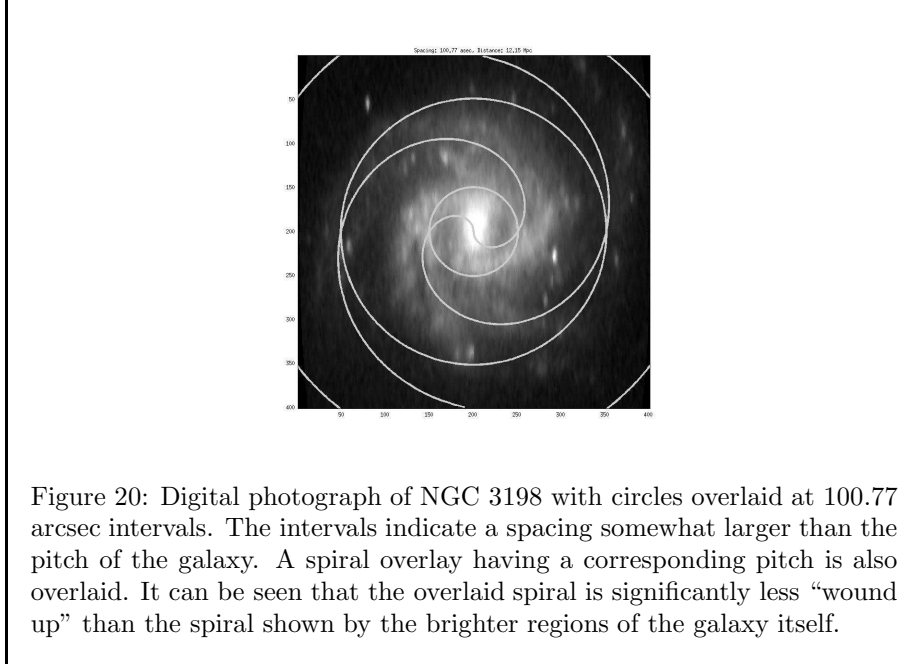 Spacing: 100.77 asec, Distance: 12.15 Mpc
50
100
150
200
250
300
350
400
50 100 150 200 250 300 350 400
Figure 20: Digital photograph of NGC 3198 with circles overlaid at 100.77
arcsec intervals. The intervals indicate a spacing somewhat larger than the
pitch of the galaxy. A spiral overlay having a corresponding pitch is also
overlaid. It can be seen that the overlaid spiral is significantly less “wound
up” than the spiral shown by the brighter regions of the galaxy itself.